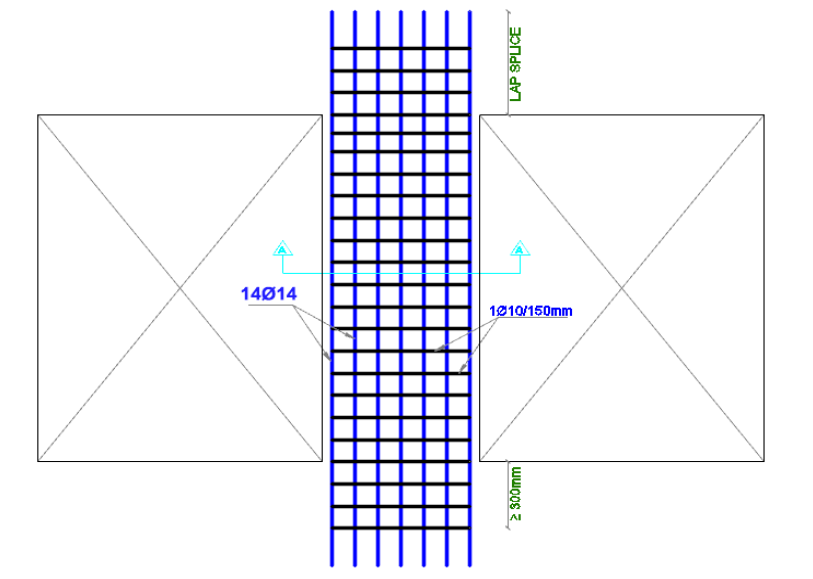 LAP SPLICE
A
A
14Ø14
1Ø10/150mm
≥ 300mm